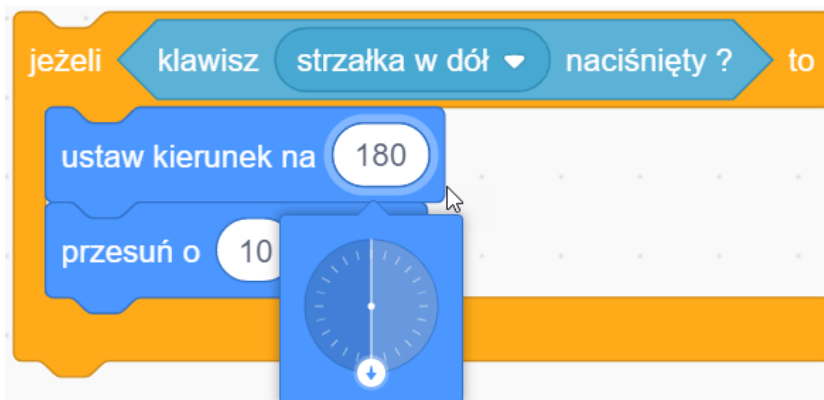 jeżeli klawisz strzałka w dół naciśnięty ? to
ustaw kierunek na 180
przesuń o 10